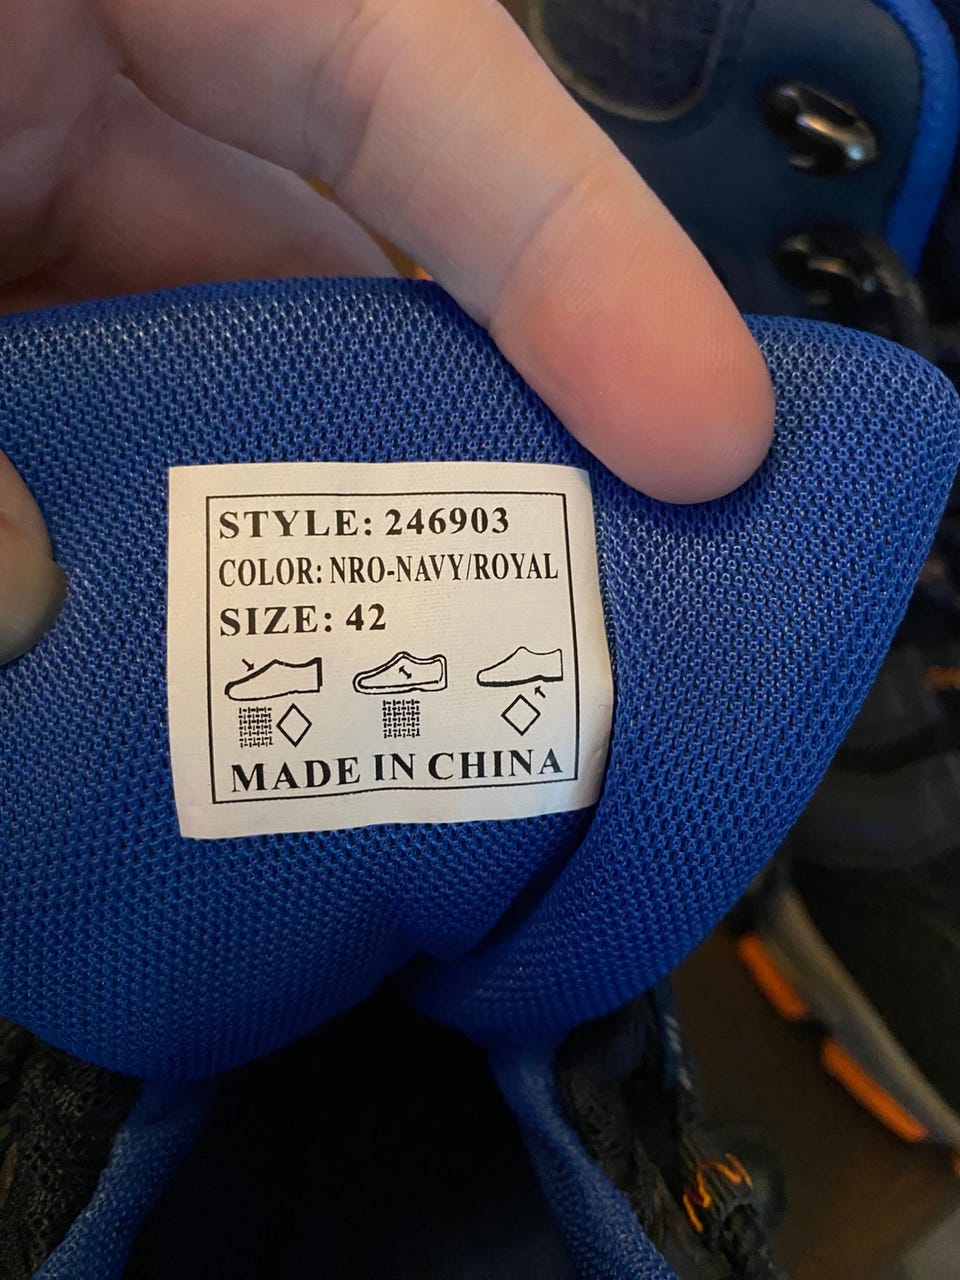 STYLE: 246903
COLOR: NRO-NAVY/ROYAL
SIZE: 42
MADE IN CHINA